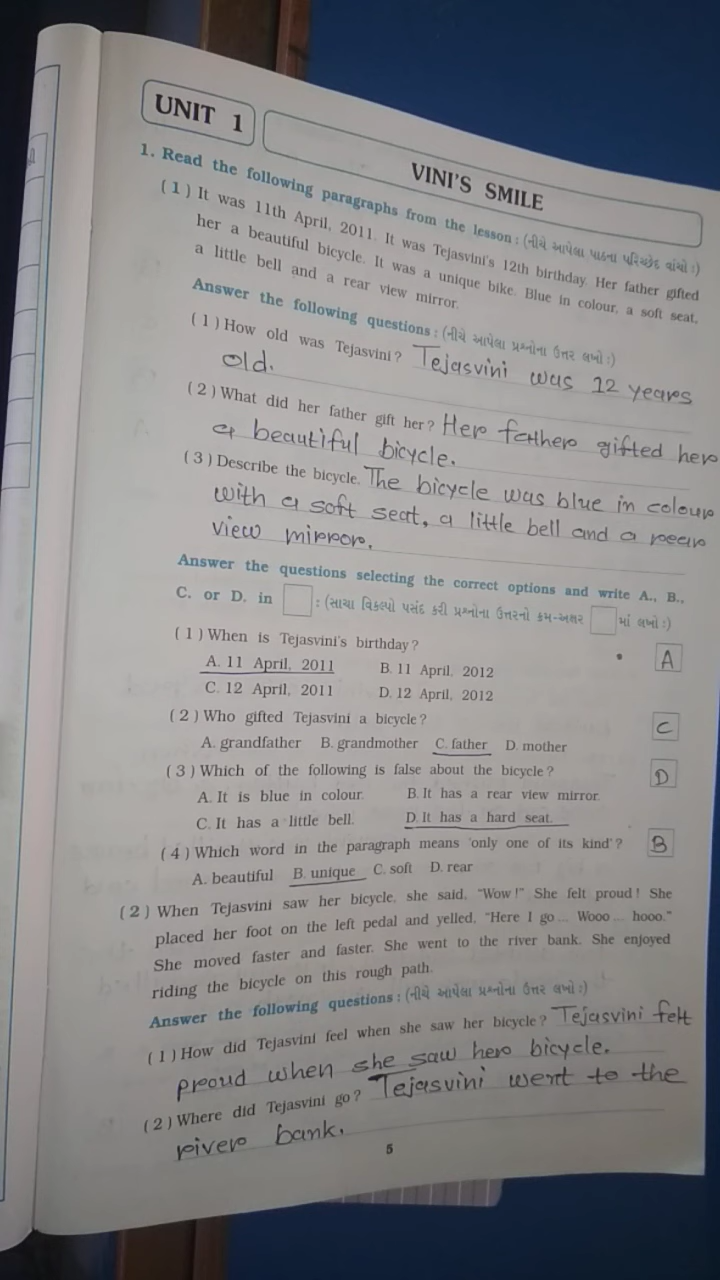 UNIT 1
VINI'S SMILE
1. Read the following paragraphs from the lesson : (નીચે આપેલા પાઠના પરિચ્છેદ વાંચો :)
(1) It was 11th April, 2011. It was Tejasvini's 12th birthday. Her father gifted
her a beautiful bicycle. It was a unique bike. Blue in colour, a soft seat,
a little bell and a rear view mirror.
Answer the following questions : (નીચે આપેલા પ્રશ્નોના ઉત્તર લખો :)
(1) How old was Tejasvini? Tejasvini was 12 years
old.
(2) What did her father gift her? Her father gifted her
a beautiful bicycle.
(3) Describe the bicycle. The bicycle was blue in colour
with a soft seat, a little bell and a rear
view mirror.
Answer the questions selecting the correct options and write A., B.,
C. or D. in : (સાચા વિકલ્પો પસંદ કરી પ્રશ્નોના ઉત્તરનો ક્રમ-અક્ષર માં લખો :)
(1) When is Tejasvini's birthday? A
A. 11 April, 2011 B. 11 April, 2012
C. 12 April, 2011 D. 12 April, 2012
(2) Who gifted Tejasvini a bicycle? C
A. grandfather B. grandmother C. father D. mother
(3) Which of the following is false about the bicycle? D
A. It is blue in colour. B. It has a rear view mirror.
C. It has a little bell. D. It has a hard seat.
(4) Which word in the paragraph means 'only one of its kind'? B
A. beautiful B. unique C. soft D. rear
(2) When Tejasvini saw her bicycle, she said, "Wow!" She felt proud! She
placed her foot on the left pedal and yelled, "Here I go ... Wooo ... hooo."
She moved faster and faster. She went to the river bank. She enjoyed
riding the bicycle on this rough path.
Answer the following questions : (નીચે આપેલા પ્રશ્નોના ઉત્તર લખો :)
(1) How did Tejasvini feel when she saw her bicycle? Tejasvini felt
proud when she saw her bicycle.
(2) Where did Tejasvini go? Tejasvini went to the
river bank.
5